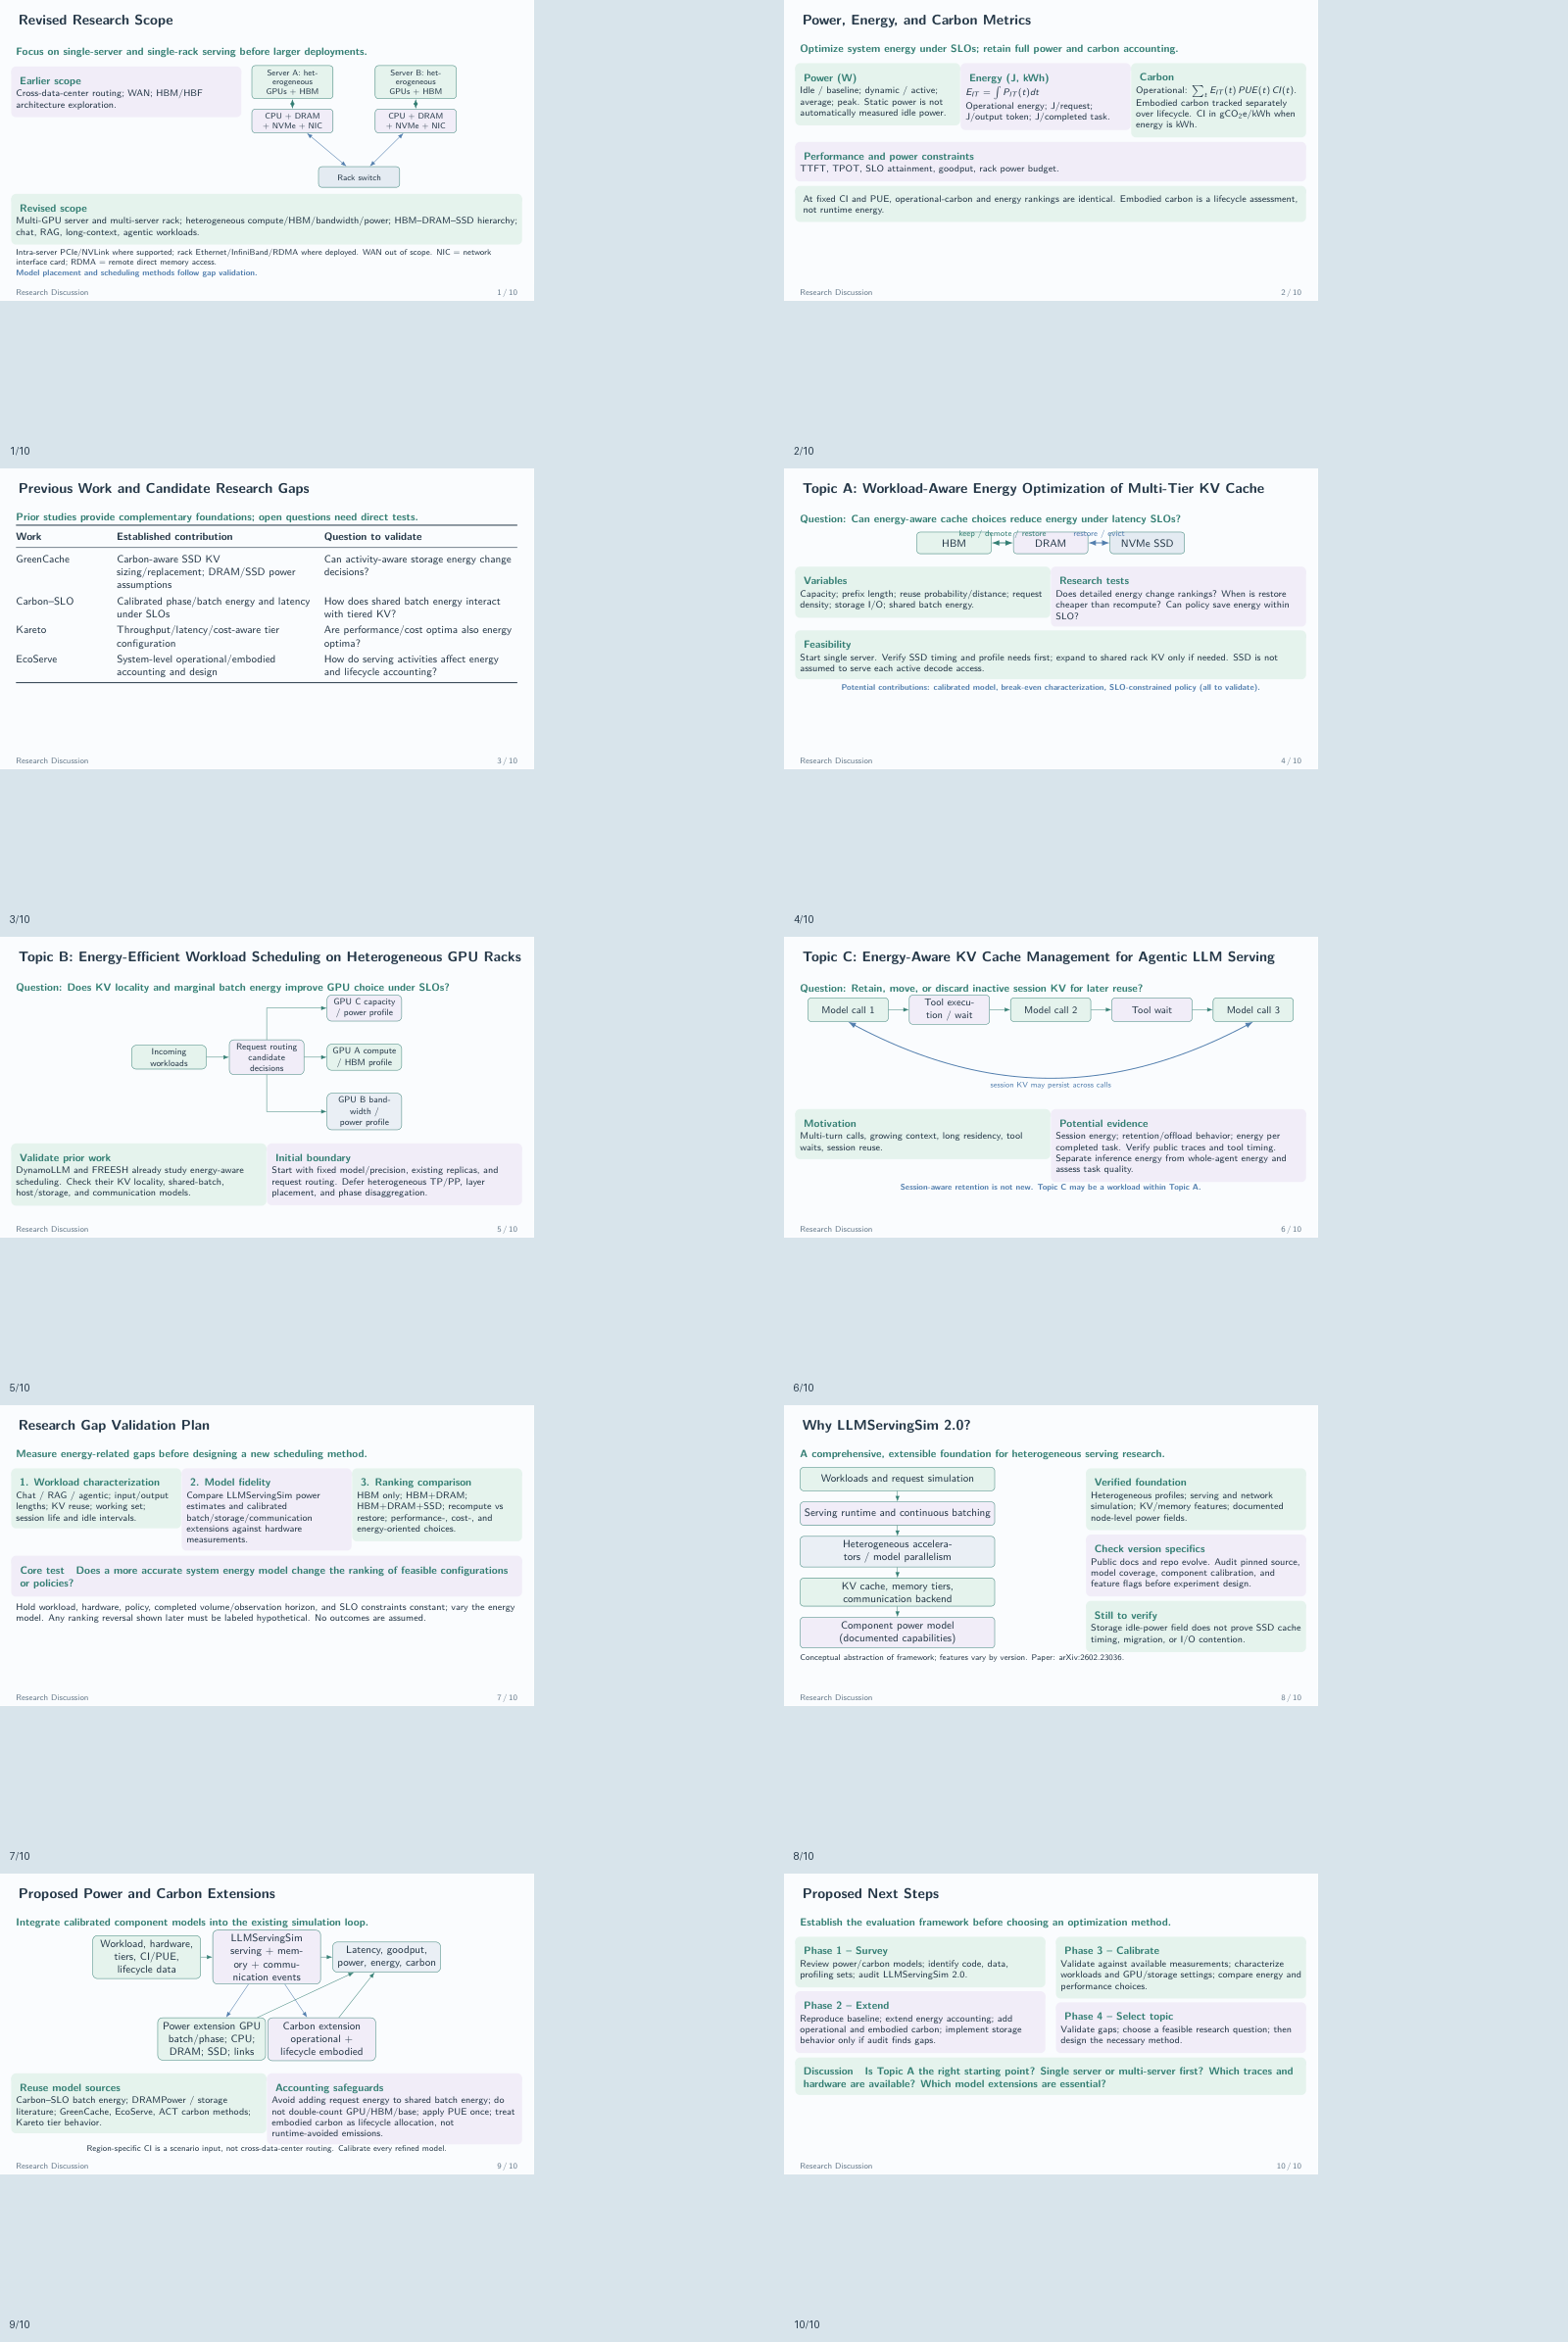 Revised Research Scope
Focus on single-server and single-rack serving before larger deployments.
Earlier scope
Cross-data-center routing; WAN; HBM/HBF
architecture exploration.
Server A: het-
erogeneous
GPUs + HBM
Server B: het-
erogeneous
GPUs + HBM
CPU + DRAM
+ NVMe + NIC
CPU + DRAM
+ NVMe + NIC
Rack switch
Revised scope
Multi-GPU server and multi-server rack; heterogeneous compute/HBM/bandwidth/power; HBM–DRAM–SSD hierarchy;
chat, RAG, long-context, agentic workloads.
Intra-server PCIe/NVLink where supported; rack Ethernet/InfiniBand/RDMA where deployed. WAN out of scope. NIC = network
interface card; RDMA = remote direct memory access.
Model placement and scheduling methods follow gap validation.
Research Discussion
1 / 10
1/10
Power, Energy, and Carbon Metrics
Optimize system energy under SLOs; retain full power and carbon accounting.
Power (W)
Idle / baseline; dynamic / active;
average; peak. Static power is not
automatically measured idle power.
Energy (J, kWh)
E_IT = ∫ P_IT(t)dt
Operational energy; J/request;
J/output token; J/completed task.
Carbon
Operational: ∑_t E_IT(t) PUE(t) CI(t).
Embodied carbon tracked separately
over lifecycle. CI in gCO₂e/kWh when
energy is kWh.
Performance and power constraints
TTFT, TPOT, SLO attainment, goodput, rack power budget.
At fixed CI and PUE, operational-carbon and energy rankings are identical. Embodied carbon is a lifecycle assessment,
not runtime energy.
Research Discussion
2 / 10
2/10
Previous Work and Candidate Research Gaps
Prior studies provide complementary foundations; open questions need direct tests.
Work
Established contribution
Question to validate
GreenCache
Carbon-aware SSD KV
sizing/replacement; DRAM/SSD power
assumptions
Can activity-aware storage energy change
decisions?
Carbon–SLO
Calibrated phase/batch energy and latency
under SLOs
How does shared batch energy interact
with tiered KV?
Kareto
Throughput/latency/cost-aware tier
configuration
Are performance/cost optima also energy
optima?
EcoServe
System-level operational/embodied
accounting and design
How do serving activities affect energy
and lifecycle accounting?
Research Discussion
3 / 10
3/10
Topic A: Workload-Aware Energy Optimization of Multi-Tier KV Cache
Question: Can energy-aware cache choices reduce energy under latency SLOs?
keep / demote / restore
restore / evict
HBM
DRAM
NVMe SSD
Variables
Capacity; prefix length; reuse probability/distance; request
density; storage I/O; shared batch energy.
Research tests
Does detailed energy change rankings? When is restore
cheaper than recompute? Can policy save energy within
SLO?
Feasibility
Start single server. Verify SSD timing and profile needs first; expand to shared rack KV only if needed. SSD is not
assumed to serve each active decode access.
Potential contributions: calibrated model, break-even characterization, SLO-constrained policy (all to validate).
Research Discussion
4 / 10
4/10
Topic B: Energy-Efficient Workload Scheduling on Heterogeneous GPU Racks
Question: Does KV locality and marginal batch energy improve GPU choice under SLOs?
GPU C capacity
/ power profile
Incoming
workloads
Request routing
candidate
decisions
GPU A compute
/ HBM profile
GPU B band-
width /
power profile
Validate prior work
DynamoLLM and FREESH already study energy-aware
scheduling. Check their KV locality, shared-batch,
host/storage, and communication models.
Initial boundary
Start with fixed model/precision, existing replicas, and
request routing. Defer heterogeneous TP/PP, layer
placement, and phase disaggregation.
Research Discussion
5 / 10
5/10
Topic C: Energy-Aware KV Cache Management for Agentic LLM Serving
Question: Retain, move, or discard inactive session KV for later reuse?
Model call 1
Tool execu-
tion / wait
Model call 2
Tool wait
Model call 3
session KV may persist across calls
Motivation
Multi-turn calls, growing context, long residency, tool
waits, session reuse.
Potential evidence
Session energy; retention/offload behavior; energy per
completed task. Verify public traces and tool timing.
Separate inference energy from whole-agent energy and
assess task quality.
Session-aware retention is not new. Topic C may be a workload within Topic A.
Research Discussion
6 / 10
6/10
Research Gap Validation Plan
Measure energy-related gaps before designing a new scheduling method.
1. Workload characterization
Chat / RAG / agentic; input/output
lengths; KV reuse; working set;
session life and idle intervals.
2. Model fidelity
Compare LLMServingSim power
estimates and calibrated
batch/storage/communication
extensions against hardware
measurements.
3. Ranking comparison
HBM only; HBM+DRAM;
HBM+DRAM+SSD; recompute vs
restore; performance-, cost-, and
energy-oriented choices.
Core test Does a more accurate system energy model change the ranking of feasible configurations
or policies?
Hold workload, hardware, policy, completed volume/observation horizon, and SLO constraints constant; vary the energy
model. Any ranking reversal shown later must be labeled hypothetical. No outcomes are assumed.
Research Discussion
7 / 10
7/10
Why LLMServingSim 2.0?
A comprehensive, extensible foundation for heterogeneous serving research.
Workloads and request simulation
Serving runtime and continuous batching
Heterogeneous accelera-
tors / model parallelism
KV cache, memory tiers,
communication backend
Component power model
(documented capabilities)
Verified foundation
Heterogeneous profiles; serving and network
simulation; KV/memory features; documented
node-level power fields.
Check version specifics
Public docs and repo evolve. Audit pinned source,
model coverage, component calibration, and
feature flags before experiment design.
Still to verify
Storage idle-power field does not prove SSD cache
timing, migration, or I/O contention.
Conceptual abstraction of framework; features vary by version. Paper: arXiv:2602.23036.
Research Discussion
8 / 10
8/10
Proposed Power and Carbon Extensions
Integrate calibrated component models into the existing simulation loop.
Workload, hardware,
tiers, CI/PUE,
lifecycle data
LLMServingSim
serving + mem-
ory + commu-
nication events
Latency, goodput,
power, energy, carbon
Power extension GPU
batch/phase; CPU;
DRAM; SSD; links
Carbon extension
operational +
lifecycle embodied
Reuse model sources
Carbon–SLO batch energy; DRAMPower / storage
literature; GreenCache, EcoServe, ACT carbon methods;
Kareto tier behavior.
Accounting safeguards
Avoid adding request energy to shared batch energy; do
not double-count GPU/HBM/base; apply PUE once; treat
embodied carbon as lifecycle allocation, not
runtime-avoided emissions.
Region-specific CI is a scenario input, not cross-data-center routing. Calibrate every refined model.
Research Discussion
9 / 10
9/10
Proposed Next Steps
Establish the evaluation framework before choosing an optimization method.
Phase 1 – Survey
Review power/carbon models; identify code, data,
profiling sets; audit LLMServingSim 2.0.
Phase 2 – Extend
Reproduce baseline; extend energy accounting; add
operational and embodied carbon; implement storage
behavior only if audit finds gaps.
Phase 3 – Calibrate
Validate against available measurements; characterize
workloads and GPU/storage settings; compare energy and
performance choices.
Phase 4 – Select topic
Validate gaps; choose a feasible research question; then
design the necessary method.
Discussion Is Topic A the right starting point? Single server or multi-server first? Which traces and
hardware are available? Which model extensions are essential?
Research Discussion
10 / 10
10/10